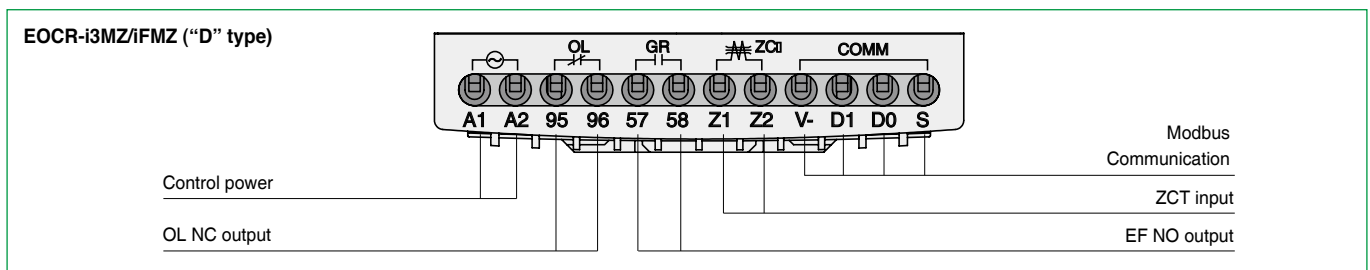 EOCR-i3MZ/iFMZ (“D” type)
OL GR ZC COMM
A1 A2 95 96 57 58 Z1 Z2 V- D1 D0 S
Modbus
Communication
Control power
ZCT input
OL NC output
EF NO output